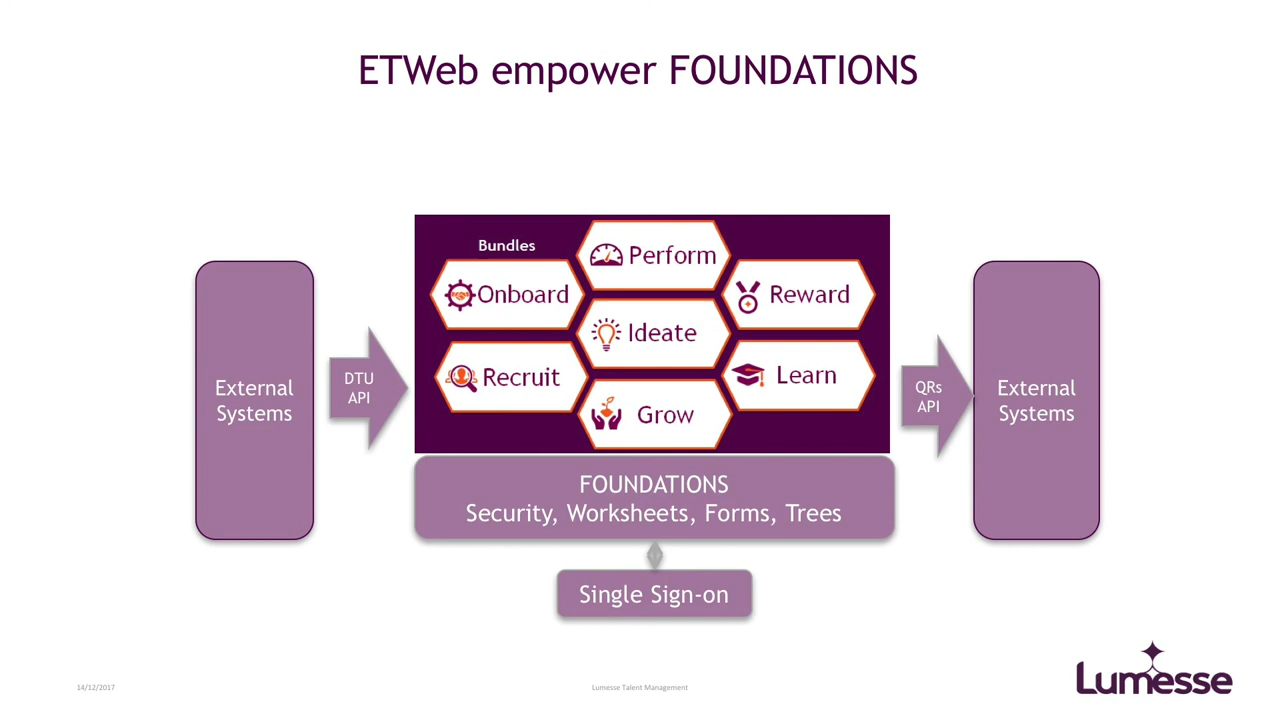 ETWeb empower FOUNDATIONS
External
Systems
DTU
API
Bundles
Perform
Onboard
Reward
Ideate
Recruit
Learn
Grow
QRs
API
External
Systems
FOUNDATIONS
Security, Worksheets, Forms, Trees
Single Sign-on
14/12/2017
Lumesse Talent Management
Lumesse